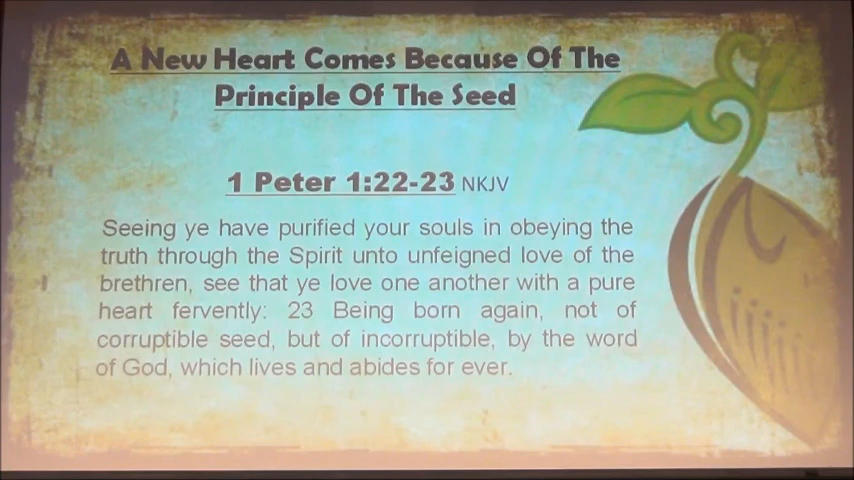 A New Heart Comes Because Of The
Principle Of The Seed
1 Peter 1:22-23 NKJV
Seeing ye have purified your souls in obeying the
truth through the Spirit unto unfeigned love of the
brethren, see that ye love one another with a pure
heart fervently: 23 Being born again, not of
corruptible seed, but of incorruptible, by the word
of God, which lives and abides for ever.